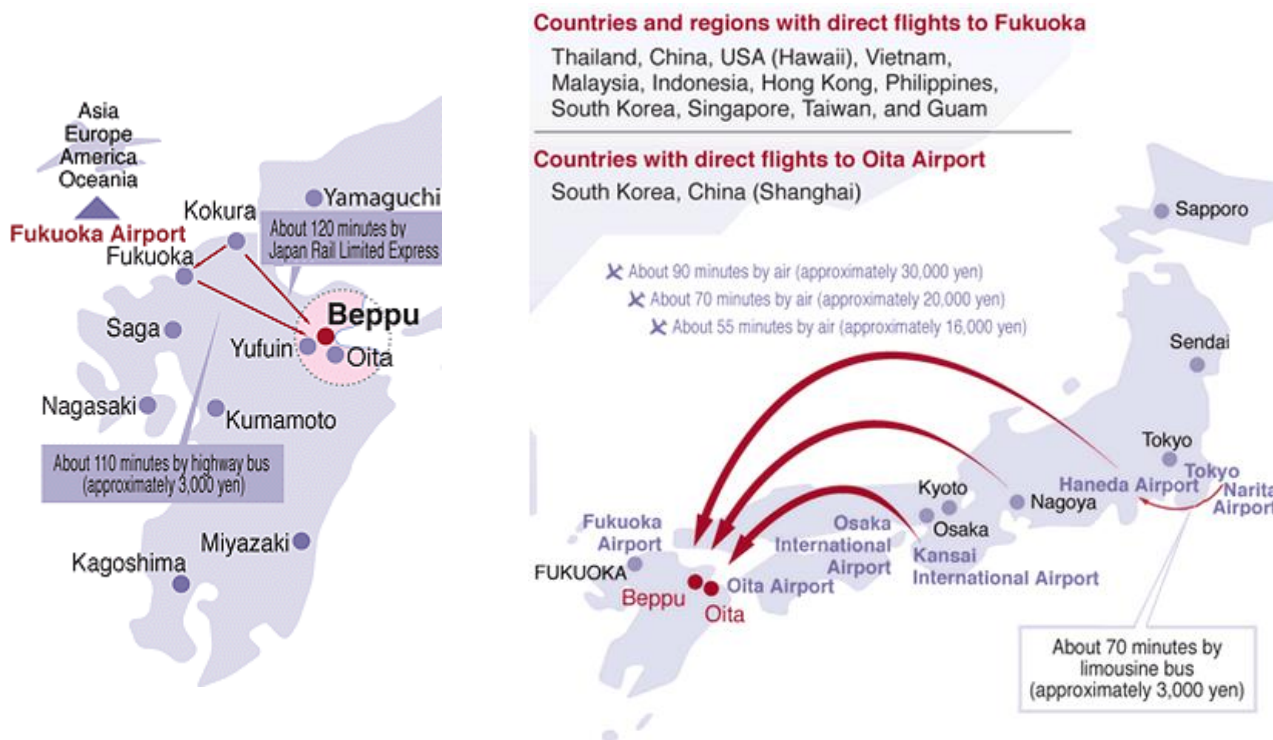 Asia
Europe
America
Oceania
Fukuoka Airport
Fukuoka
Kokura
Yamaguchi
About 120 minutes by
Japan Rail Limited Express
Beppu
Saga
Yufuin
Oita
Nagasaki
Kumamoto
About 110 minutes by highway bus
(approximately 3,000 yen)
Miyazaki
Kagoshima
Countries and regions with direct flights to Fukuoka
Thailand, China, USA (Hawaii), Vietnam,
Malaysia, Indonesia, Hong Kong, Philippines,
South Korea, Singapore, Taiwan, and Guam
Countries with direct flights to Oita Airport
South Korea, China (Shanghai)
Sapporo
About 90 minutes by air (approximately 30,000 yen)
About 70 minutes by air (approximately 20,000 yen)
About 55 minutes by air (approximately 16,000 yen)
Sendai
Tokyo
Haneda Airport
Tokyo
Narita
Airport
Nagoya
Kyoto
Osaka
Osaka
International
Airport
Kansai
International Airport
Fukuoka
Airport
FUKUOKA
Beppu
Oita Airport
Oita
About 70 minutes by
limousine bus
(approximately 3,000 yen)